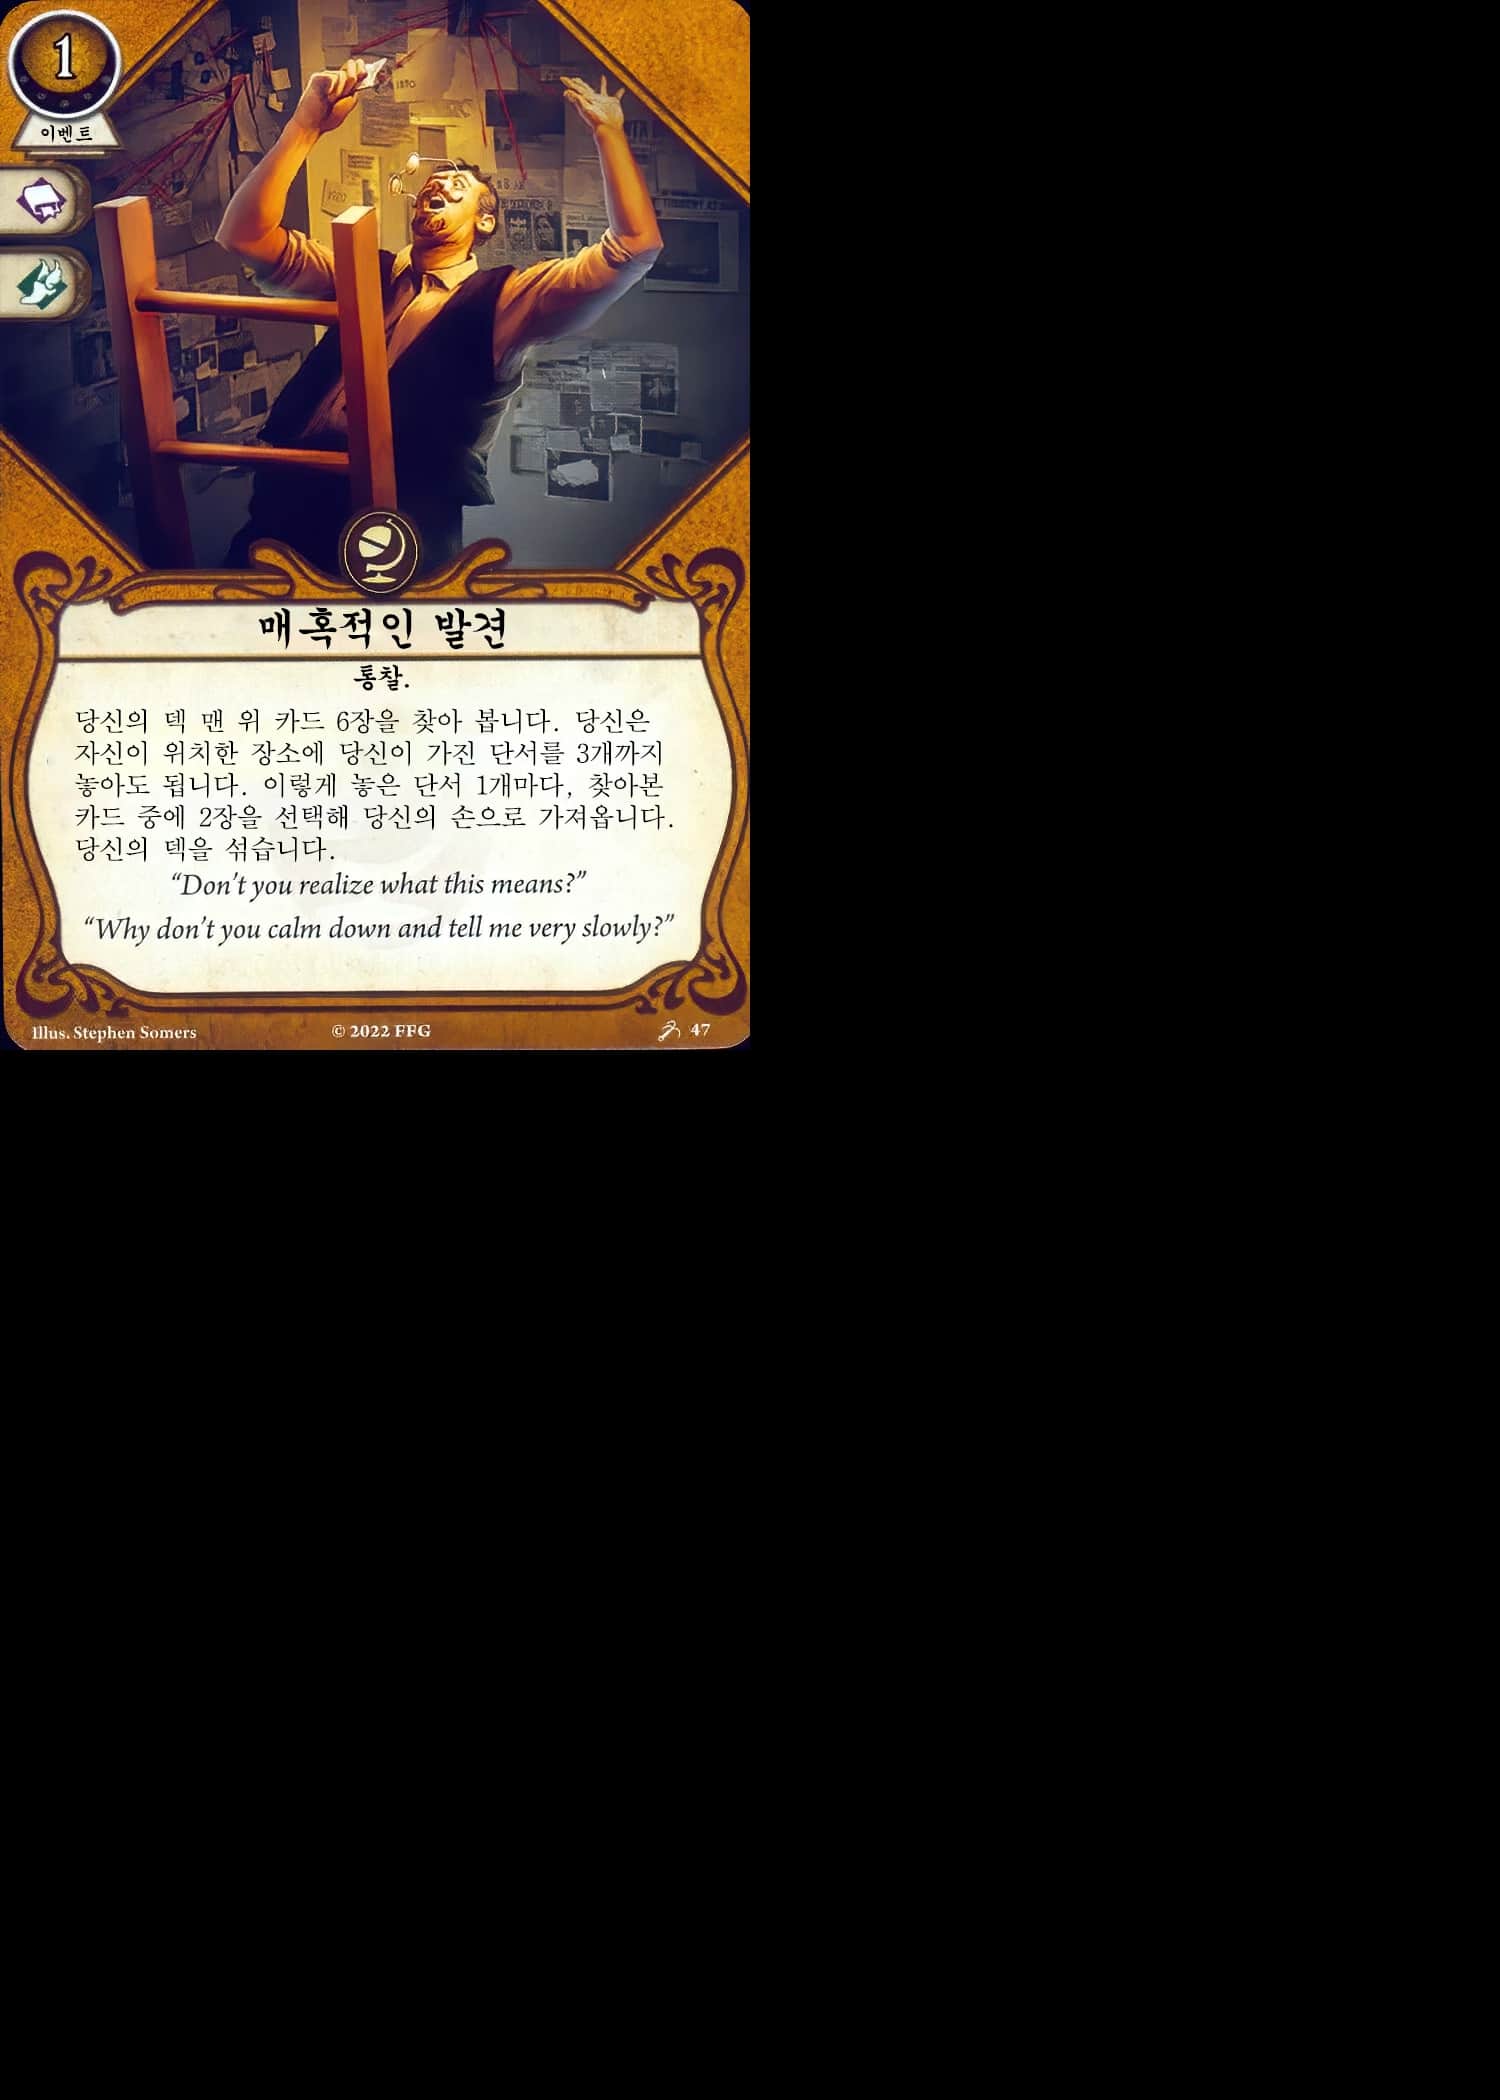 1
이벤트
매혹적인 발견
통찰.
당신의 덱 맨 위 카드 6장을 찾아 봅니다. 당신은
자신이 위치한 장소에 당신이 가진 단서를 3개까지
놓아도 됩니다. 이렇게 놓은 단서 1개마다, 찾아본
카드 중에 2장을 선택해 당신의 손으로 가져옵니다.
당신의 덱을 섞습니다.
“Don’t you realize what this means?”
“Why don’t you calm down and tell me very slowly?”
Illus. Stephen Somers
© 2022 FFG
47